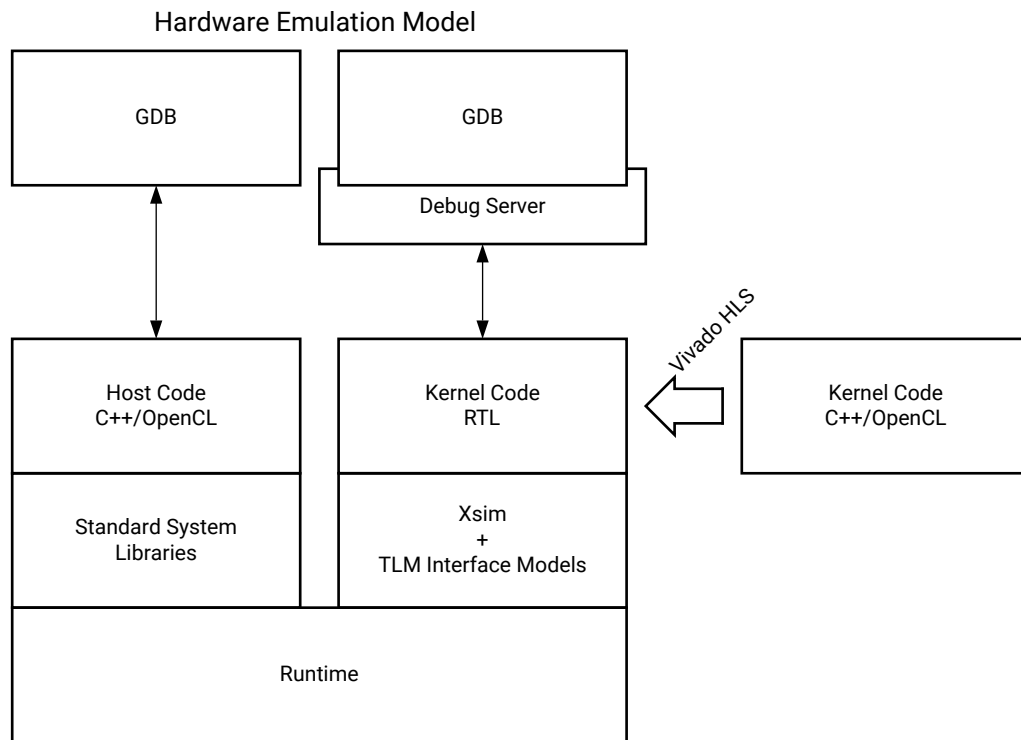 Hardware Emulation Model
GDB
GDB
Debug Server
Vivado HLS
Host Code
C++/OpenCL
Kernel Code
RTL
Kernel Code
C++/OpenCL
Standard System
Libraries
Xsim
+
TLM Interface Models
Runtime